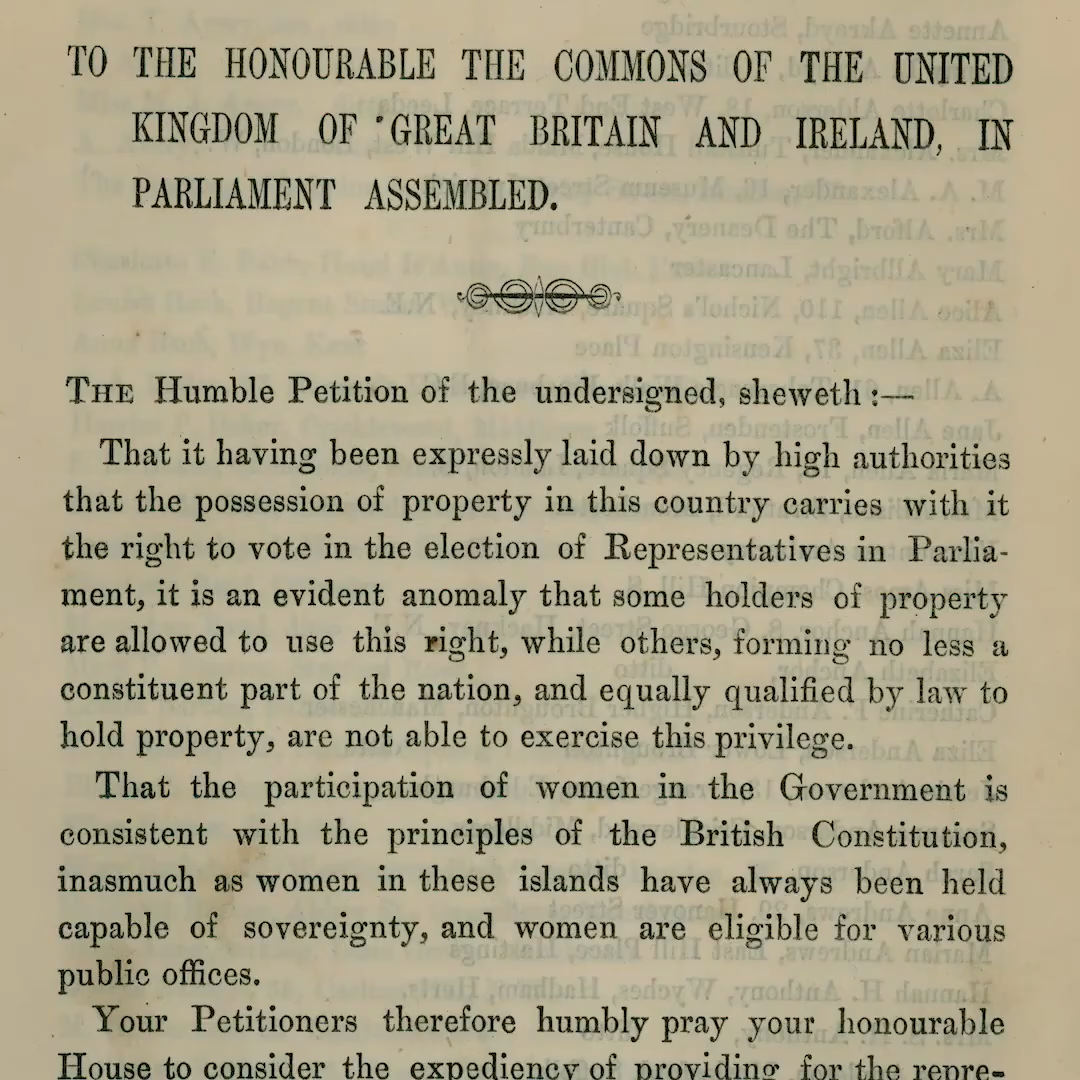 TO THE HONOURABLE THE COMMONS OF THE UNITED
KINGDOM OF GREAT BRITAIN AND IRELAND, IN
PARLIAMENT ASSEMBLED.
THE Humble Petition of the undersigned, sheweth :—
That it having been expressly laid down by high authorities
that the possession of property in this country carries with it
the right to vote in the election of Representatives in Parlia-
ment, it is an evident anomaly that some holders of property
are allowed to use this right, while others, forming no less a
constituent part of the nation, and equally qualified by law to
hold property, are not able to exercise this privilege.
That the participation of women in the Government is
consistent with the principles of the British Constitution,
inasmuch as women in these islands have always been held
capable of sovereignty, and women are eligible for various
public offices.
Your Petitioners therefore humbly pray your honourable
House to consider the expediency of providing for the repre-